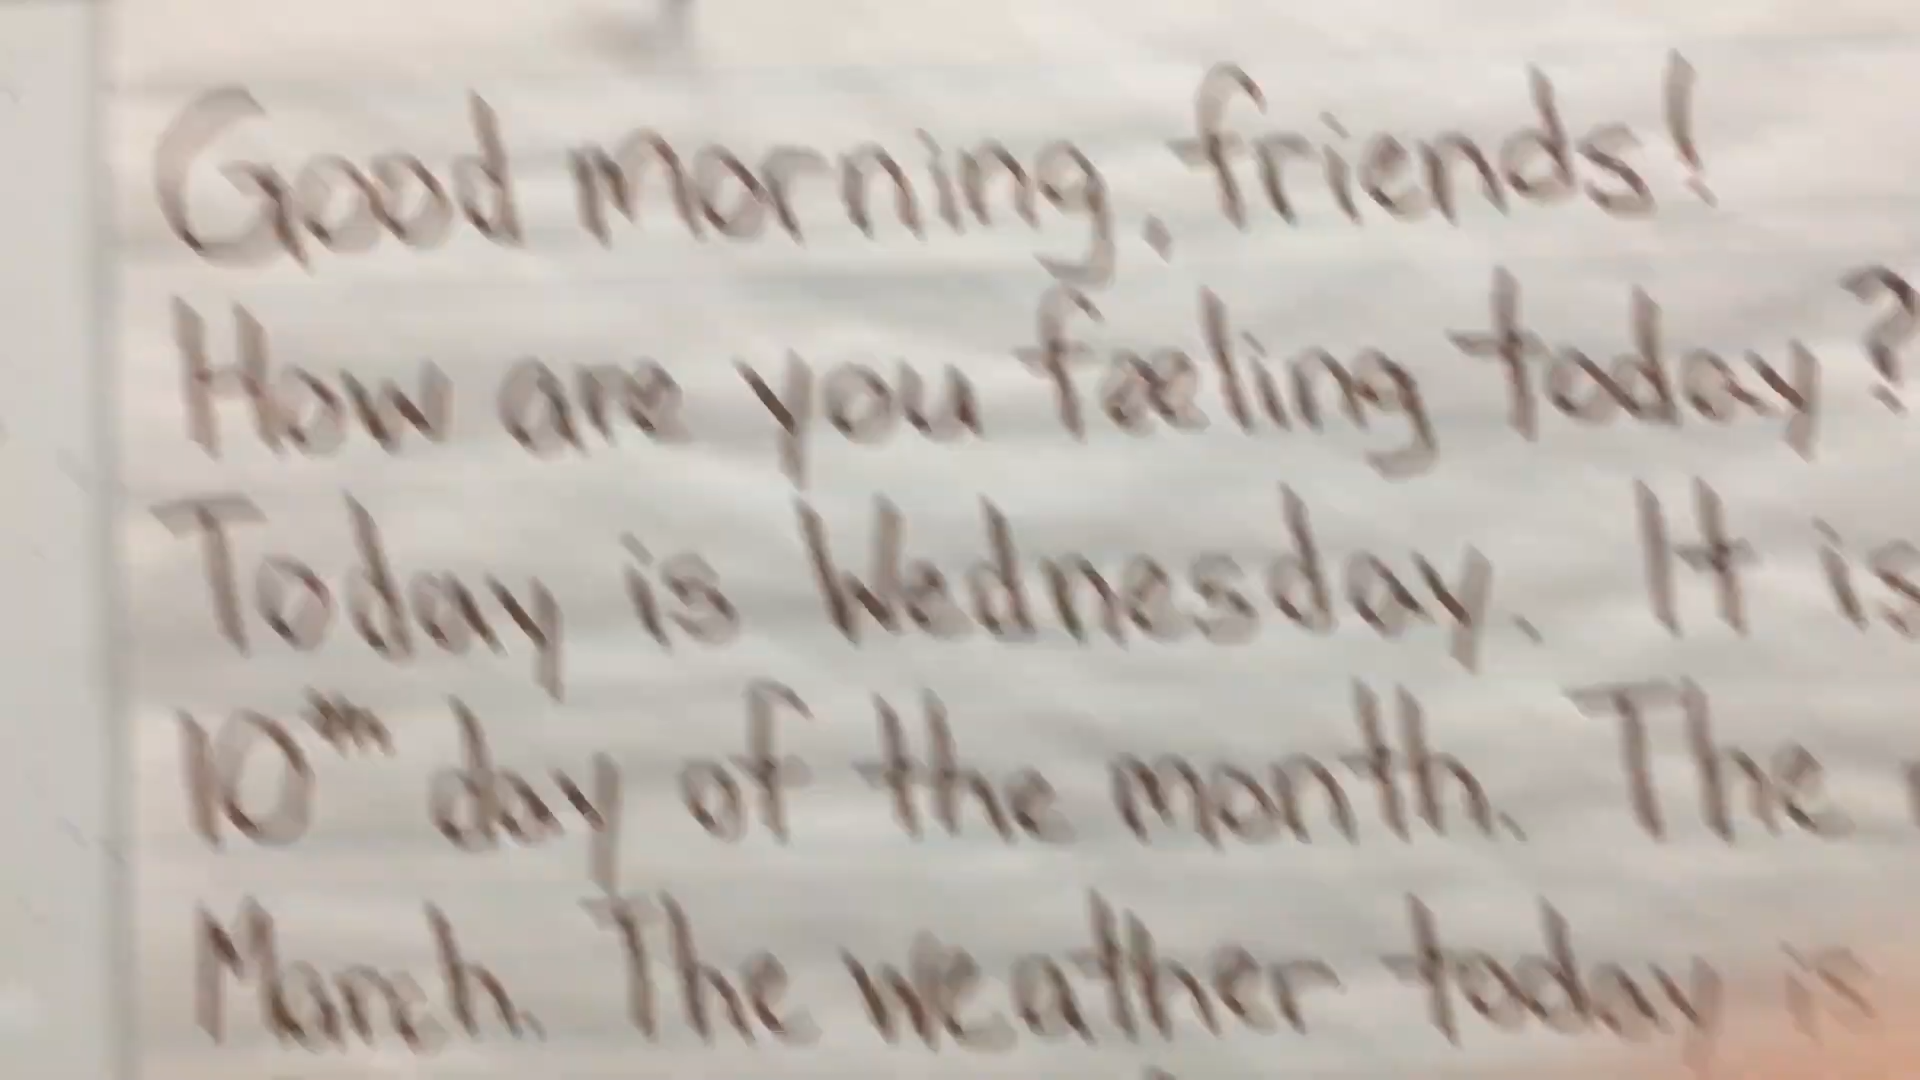 Good morning, friends!
How are you feeling today?
Today is Wednesday. It is
10th day of the month. The
March. The weather today is